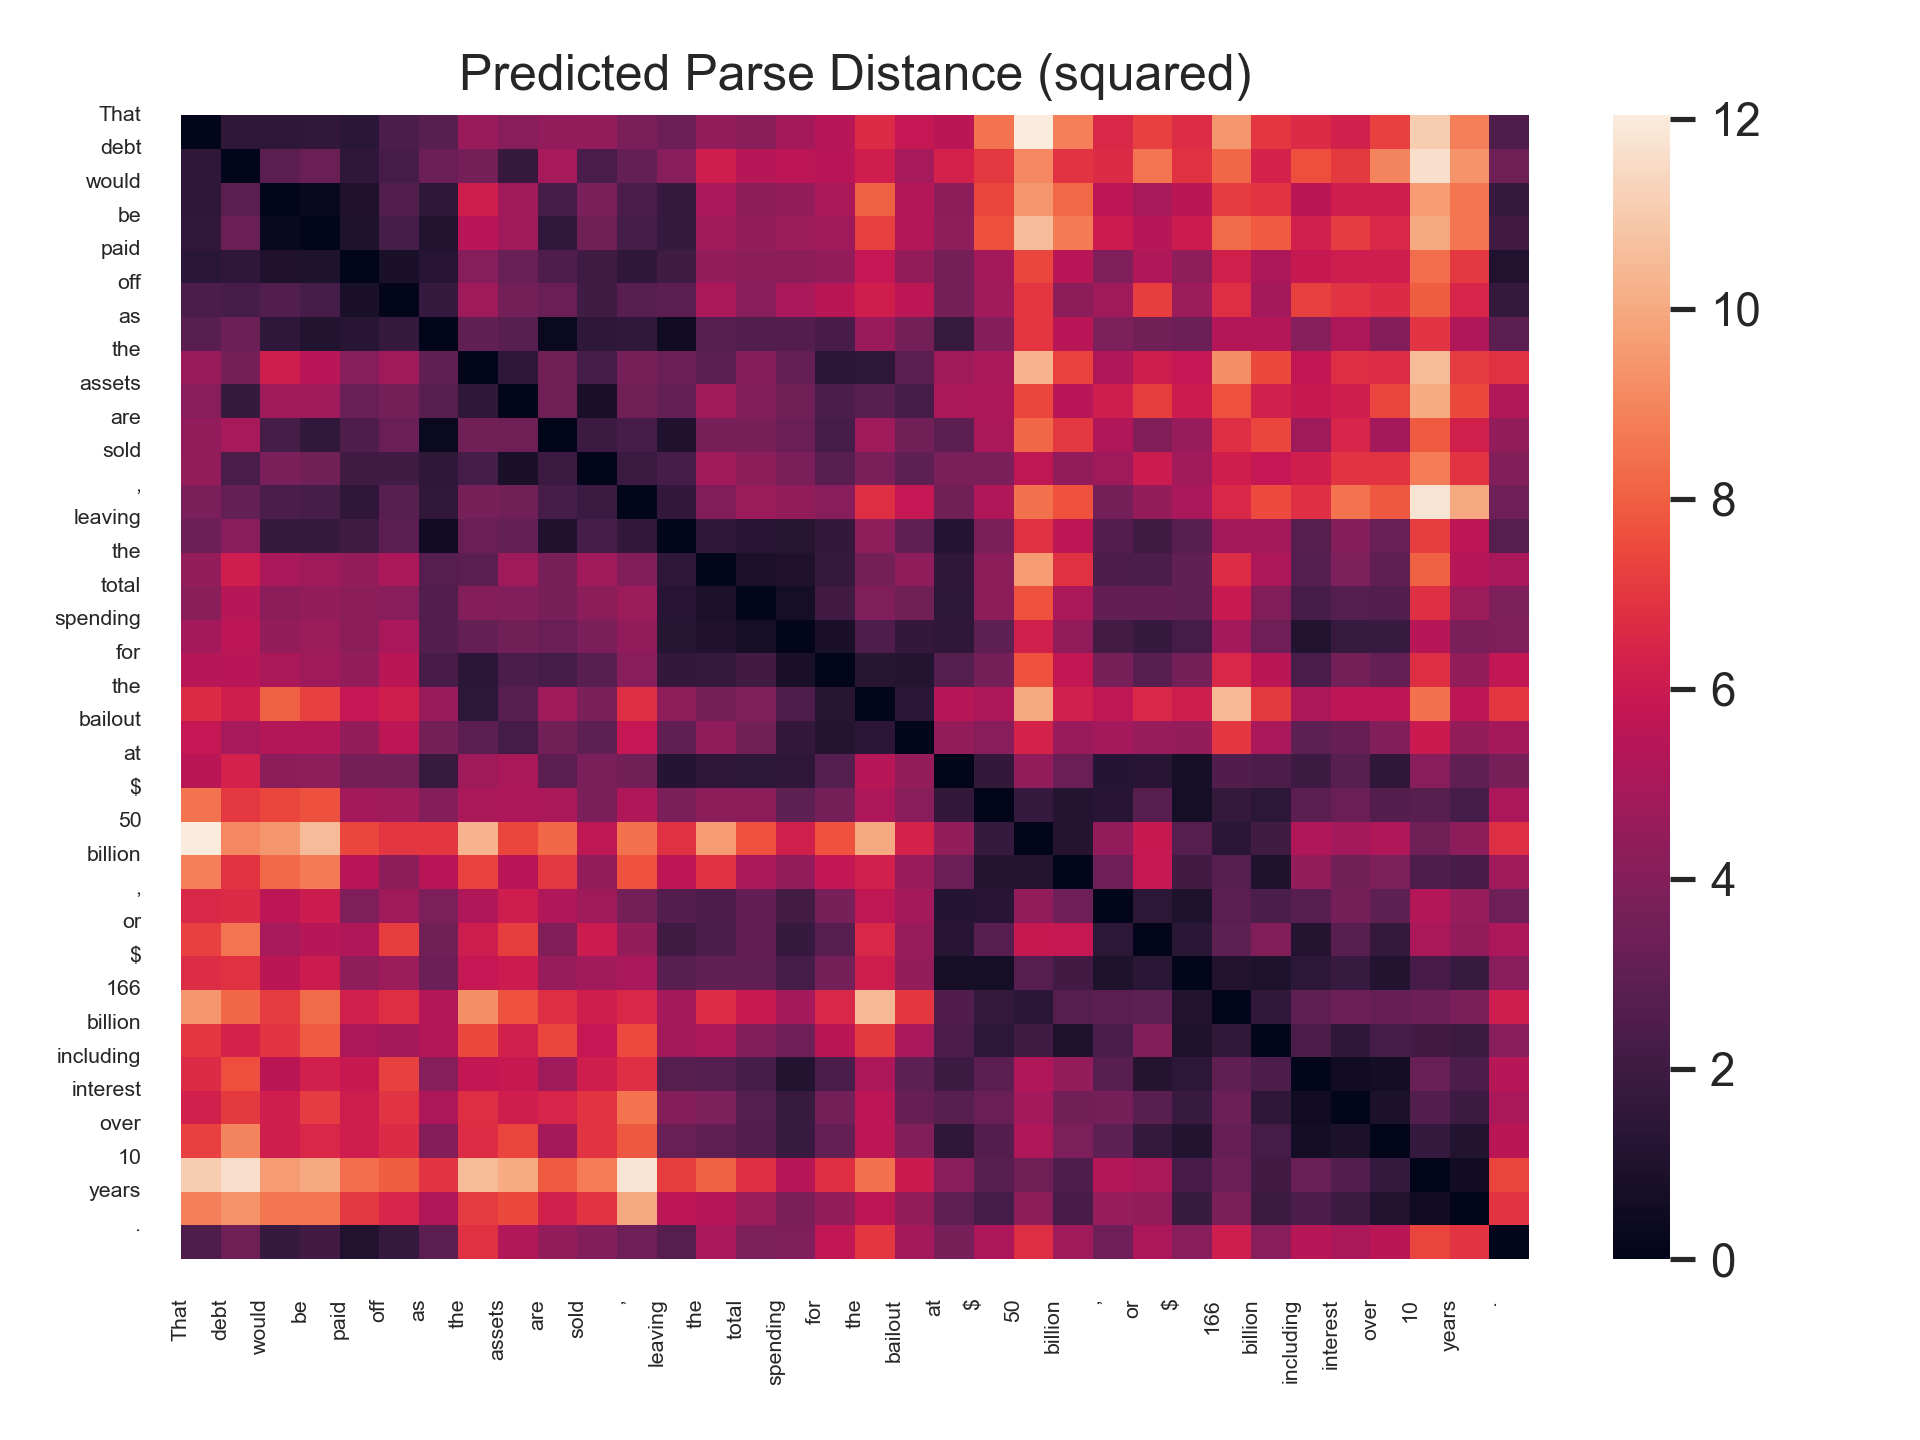 Predicted Parse Distance (squared)
That
debt
would
be
paid
off
as
the
assets
are
sold
,
leaving
the
total
spending
for
the
bailout
at
$
50
billion
,
or
$
166
billion
including
interest
over
10
years
.
12
10
8
6
4
2
0
That
debt
would
be
paid
off
as
the
assets
are
sold
,
leaving
the
total
spending
for
the
bailout
at
$
50
billion
,
or
$
166
billion
including
interest
over
10
years
.